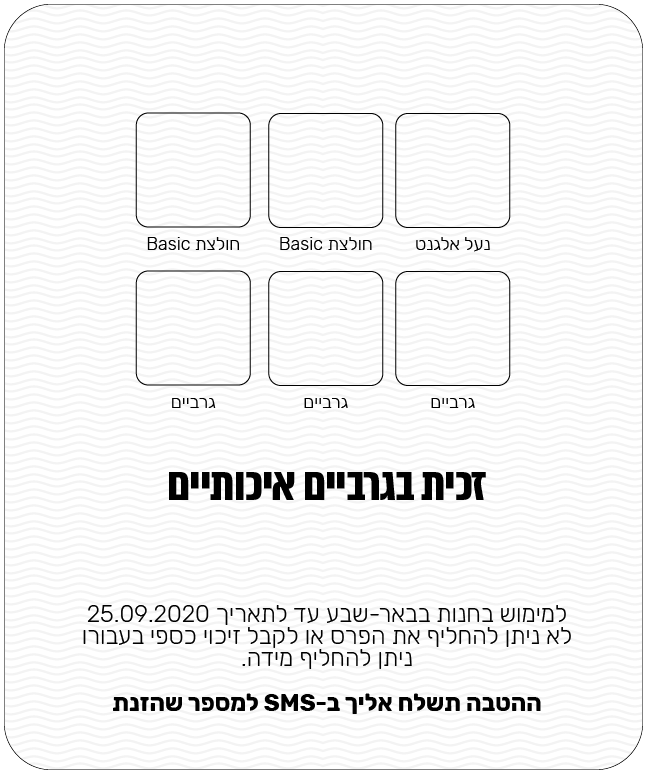 נעל אלגנט
חולצת Basic
חולצת Basic
גרביים
גרביים
גרביים
זכית בגרביים איכותיים
למימוש בחנות בבאר-שבע עד לתאריך 25.09.2020
לא ניתן להחליף את הפרס או לקבל זיכוי כספי בעבורו
ניתן להחליף מידה.
ההטבה תשלח אליך ב-SMS למספר שהזנת